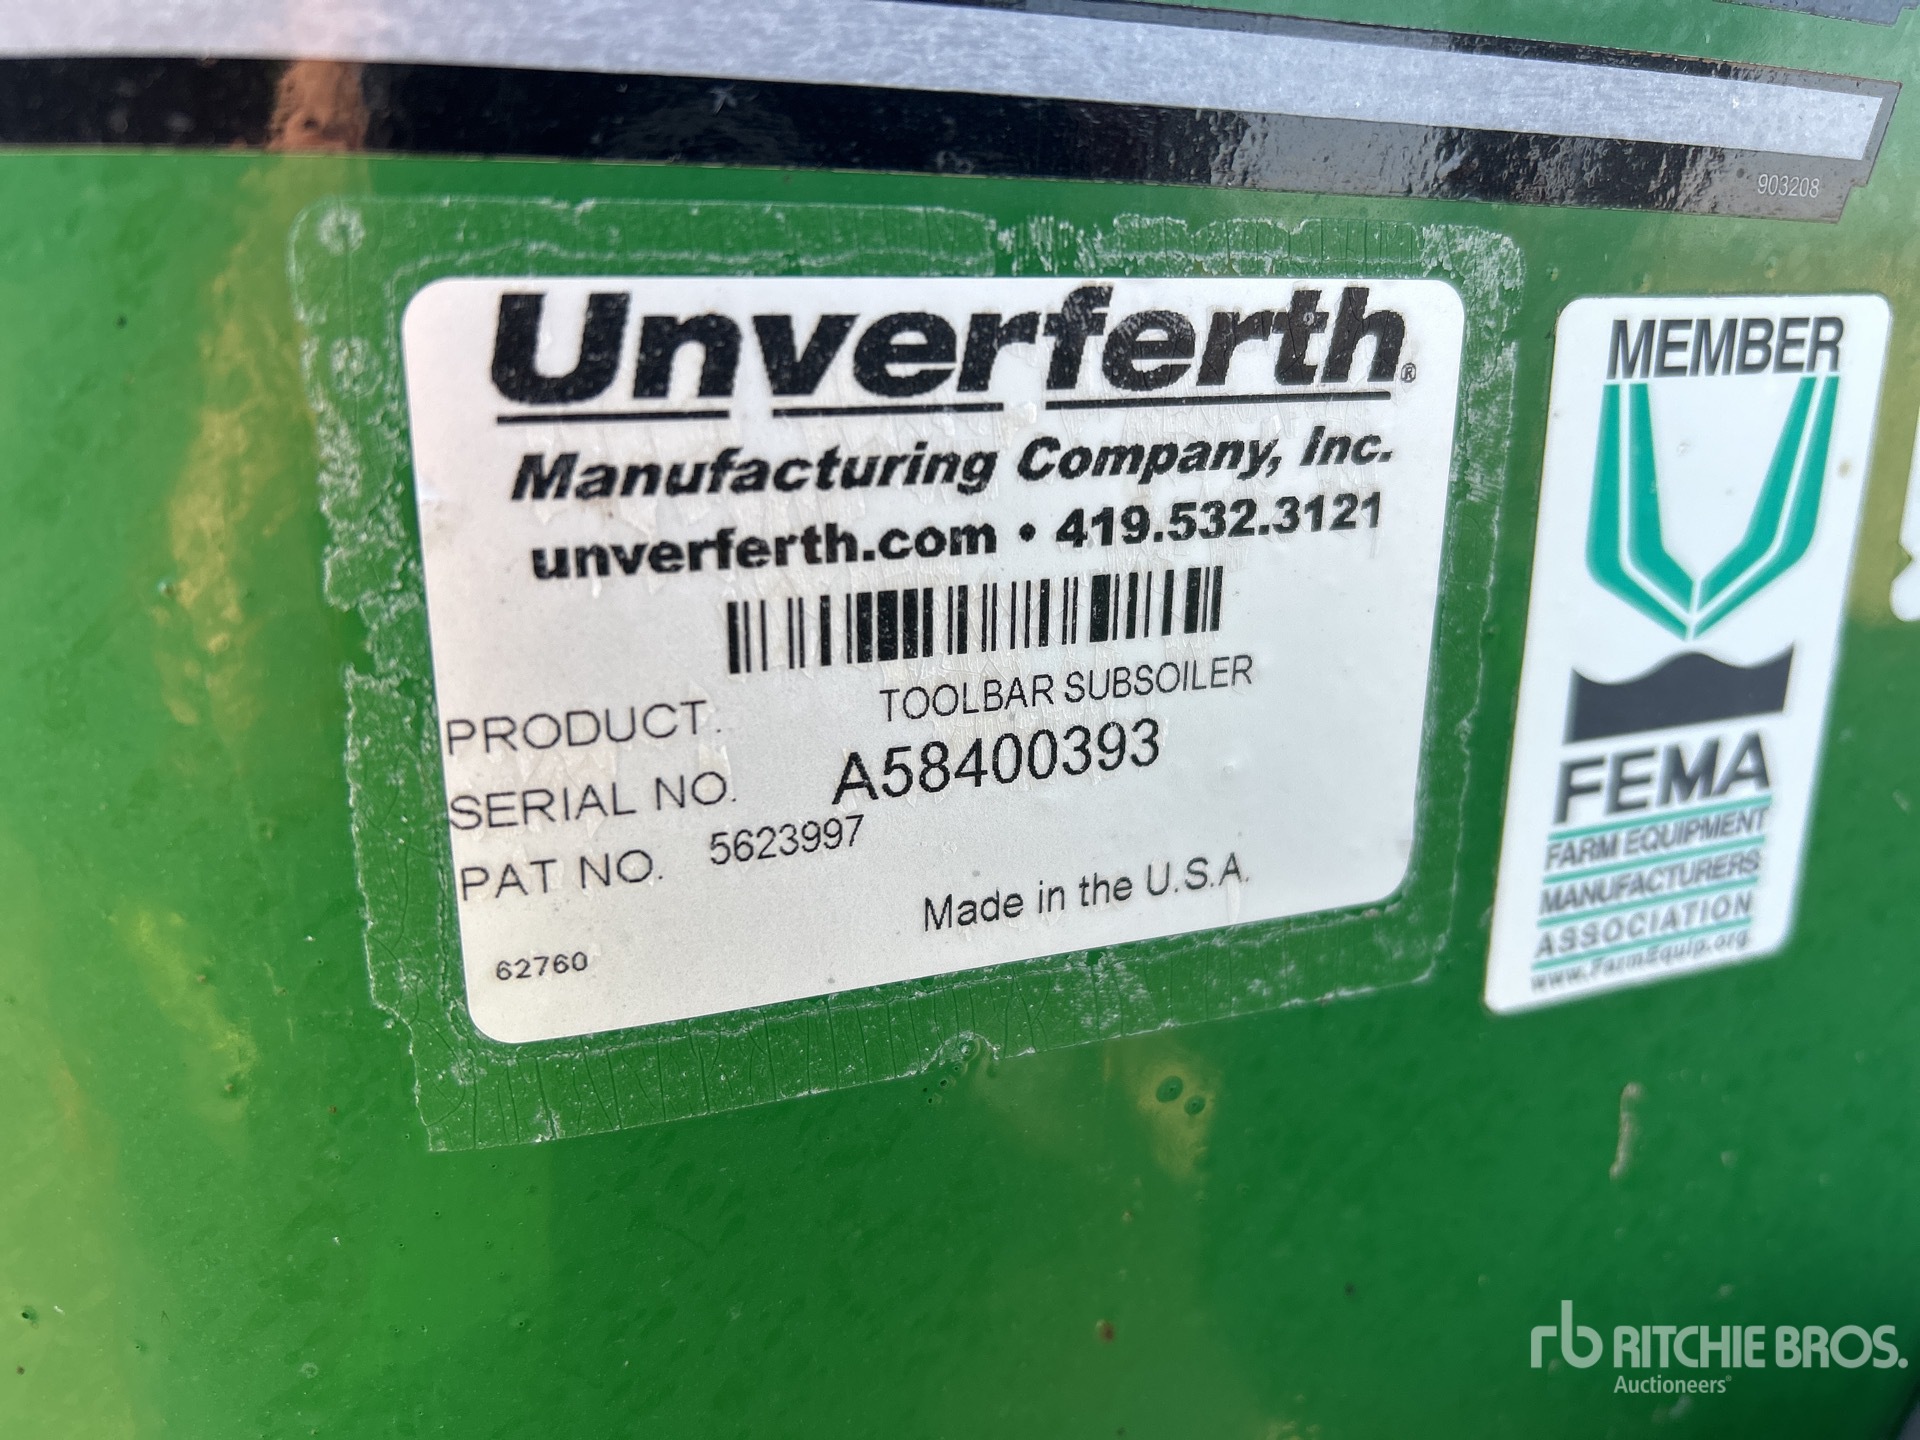 903208
Unverferth®
Manufacturing Company, Inc.
unverferth.com • 419.532.3121
PRODUCT. TOOLBAR SUBSOILER
SERIAL NO. A58400393
PAT NO. 5623997
Made in the U.S.A.
62760
MEMBER
FEMA
FARM EQUIPMENT
MANUFACTURERS
ASSOCIATION
www.FarmEquip.org
rb RITCHIE BROS.
Auctioneers®